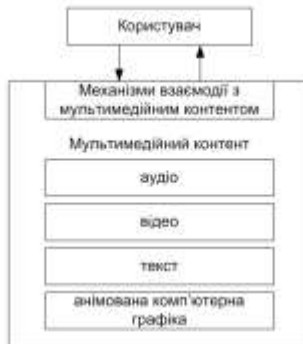 Користувач
Механізми взаємодії з
мультимедійним контентом
Мультимедійний контент
аудіо
відео
текст
анімована комп'ютерна
графіка